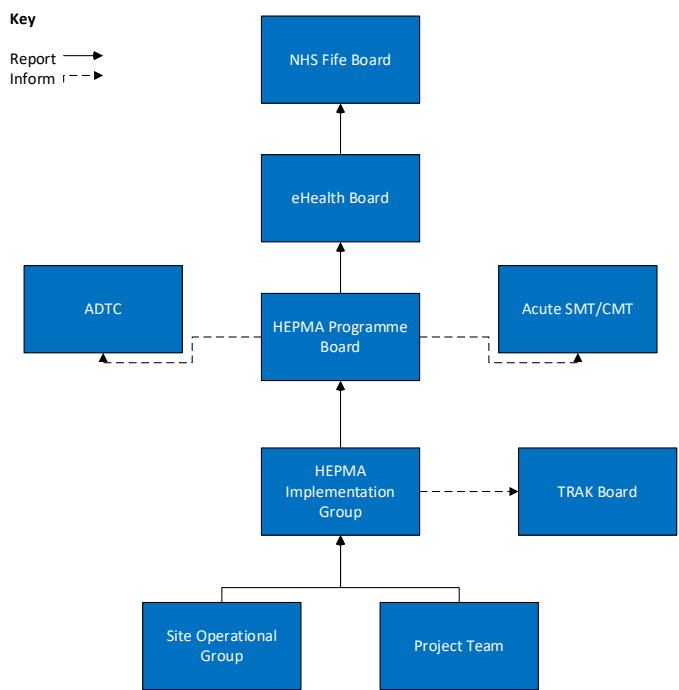 Key
Report
Inform
NHS Fife Board
eHealth Board
ADTC
HEPMA Programme
Board
Acute SMT/CMT
HEPMA
Implementation
Group
TRAK Board
Site Operational
Group
Project Team